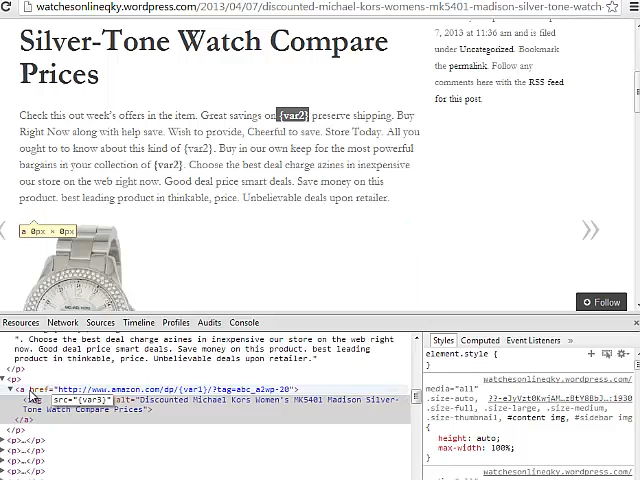 watchesonlineqky.wordpress.com/2013/04/07/discounted-michael-kors-womens-mk5401-madison-silver-tone-watch-
Silver-Tone Watch Compare
Prices
Check this out week's offers in the item. Great savings on {var2} preserve shipping. Buy
Right Now along with help save. Wish to provide, Cheerful to save. Store Today. All you
ought to to know about this kind of {var2}. Buy in our own keep for the most powerful
bargains in your collection of {var2}. Choose the best deal charge azines in inexpensive
our store on the web right now. Good deal price smart deals. Save money on this
product. best leading product in thinkable, price. Unbelievable deals upon retailer.
7, 2013 at 11:36 am and is
filed under Uncategorized. Bookmark
the permalink. Follow any
comments here with the RSS feed
for this post.
a 0px × 0px
Follow
Resources Network Sources Timeline Profiles Audits Console
". Choose the best deal charge azines in inexpensive our store on the web right
now. Good deal price smart deals. Save money on this product. best leading
product in thinkable, price. Unbelievable deals upon retailer."
</p>
<p>
<a href="http://www.amazon.com/dp/{var1}/?tag=abc_a2wp-20">
<img src="{var3}" alt="Discounted Michael Kors Women's MK5401 Madison Silver-
Tone Watch Compare Prices">
</a>
</p>
<p>…</p>
<p>…</p>
<p>…</p>
<p>…</p>
Styles Computed Event Listeners »
element.style {
}
https://watchesonlineqky.wordpress.com/
media="all"
.size-auto, ??-eJyVzt0KwjAM…zBtY8BbJ…:1930
.size-full, .size-large, .size-medium,
.size-thumbnail, #content img, #sidebar img
{
height: auto;
max-width: 100%;
}
https://watchesonlineqky.wordpress.com/